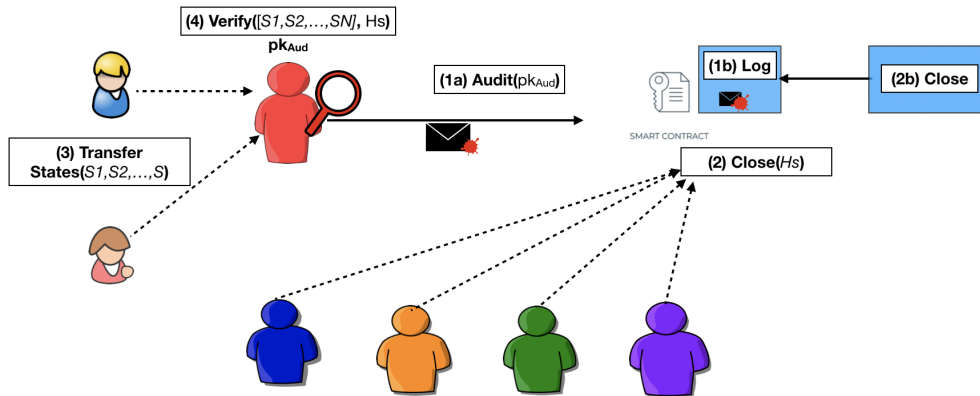 (4) Verify([S1,S2,...,SN], Hs)
pkAud
(1a) Audit(pkAud)
(1b) Log
(2b) Close
SMART CONTRACT
(3) Transfer
States(S1,S2,...,S)
(2) Close(Hs)